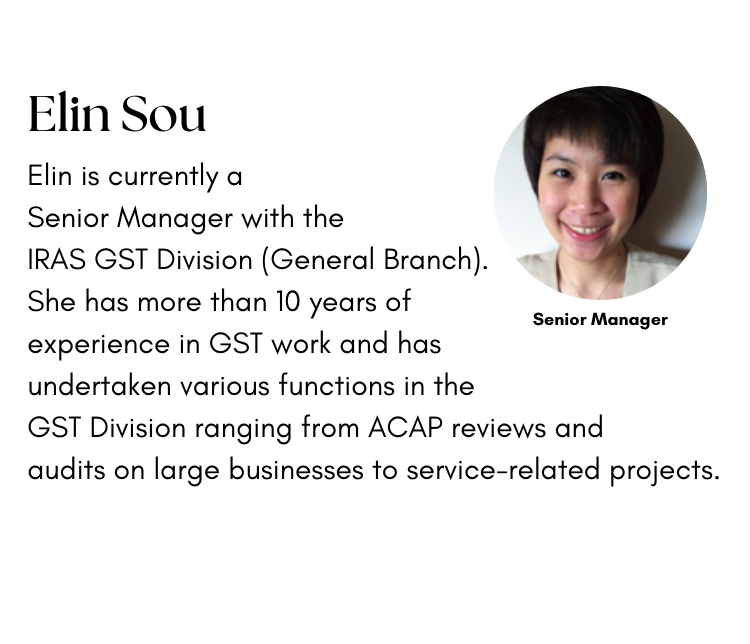 Elin Sou
Elin is currently a
Senior Manager with the
IRAS GST Division (General Branch).
She has more than 10 years of
experience in GST work and has
undertaken various functions in the
GST Division ranging from ACAP reviews and
audits on large businesses to service-related projects.
Senior Manager